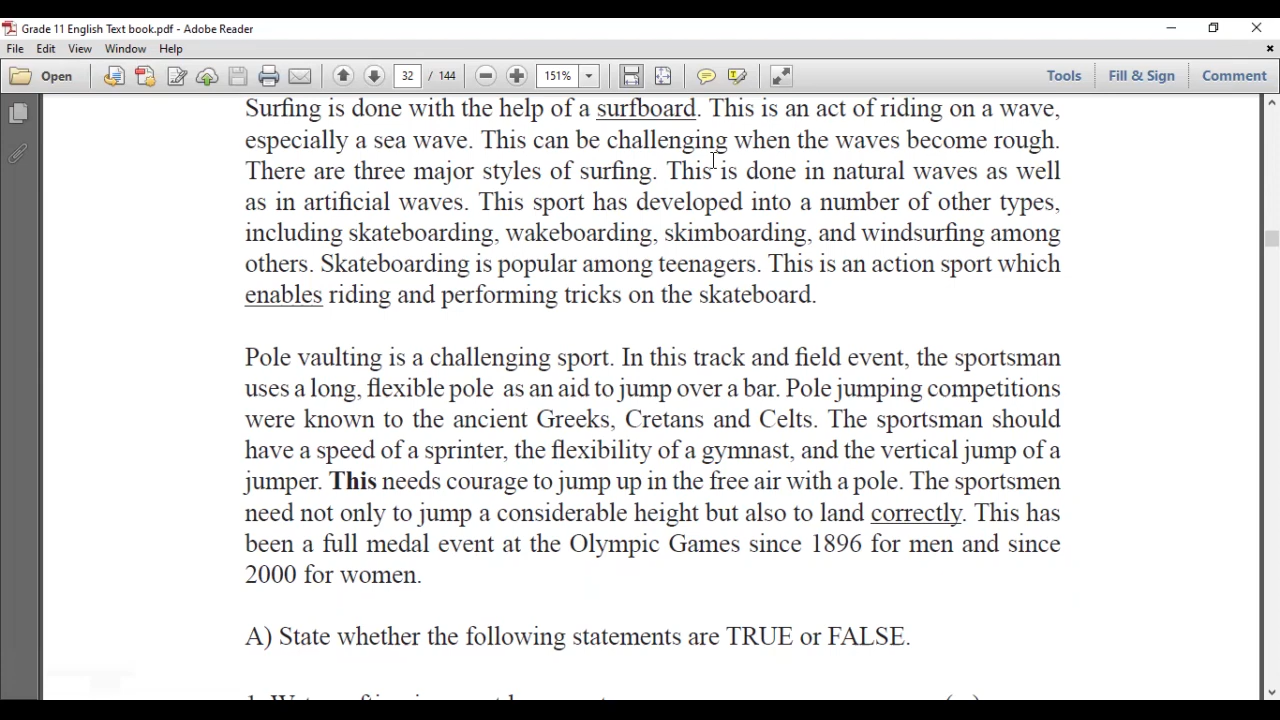 Grade 11 English Text book.pdf - Adobe Reader
File Edit View Window Help
Open 32 / 144 151% Tools Fill & Sign Comment
Surfing is done with the help of a surfboard. This is an act of riding on a wave,
especially a sea wave. This can be challenging when the waves become rough.
There are three major styles of surfing. This is done in natural waves as well
as in artificial waves. This sport has developed into a number of other types,
including skateboarding, wakeboarding, skimboarding, and windsurfing among
others. Skateboarding is popular among teenagers. This is an action sport which
enables riding and performing tricks on the skateboard.
Pole vaulting is a challenging sport. In this track and field event, the sportsman
uses a long, flexible pole as an aid to jump over a bar. Pole jumping competitions
were known to the ancient Greeks, Cretans and Celts. The sportsman should
have a speed of a sprinter, the flexibility of a gymnast, and the vertical jump of a
jumper. This needs courage to jump up in the free air with a pole. The sportsmen
need not only to jump a considerable height but also to land correctly. This has
been a full medal event at the Olympic Games since 1896 for men and since
2000 for women.
A) State whether the following statements are TRUE or FALSE.